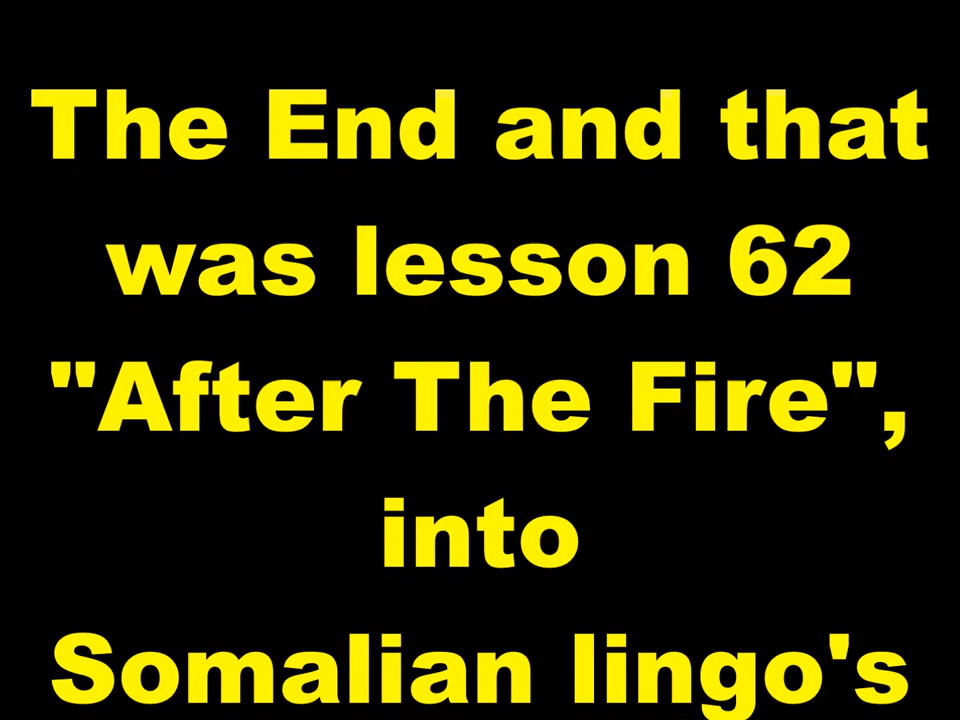 The End and that
was lesson 62
"After The Fire",
into
Somalian lingo's